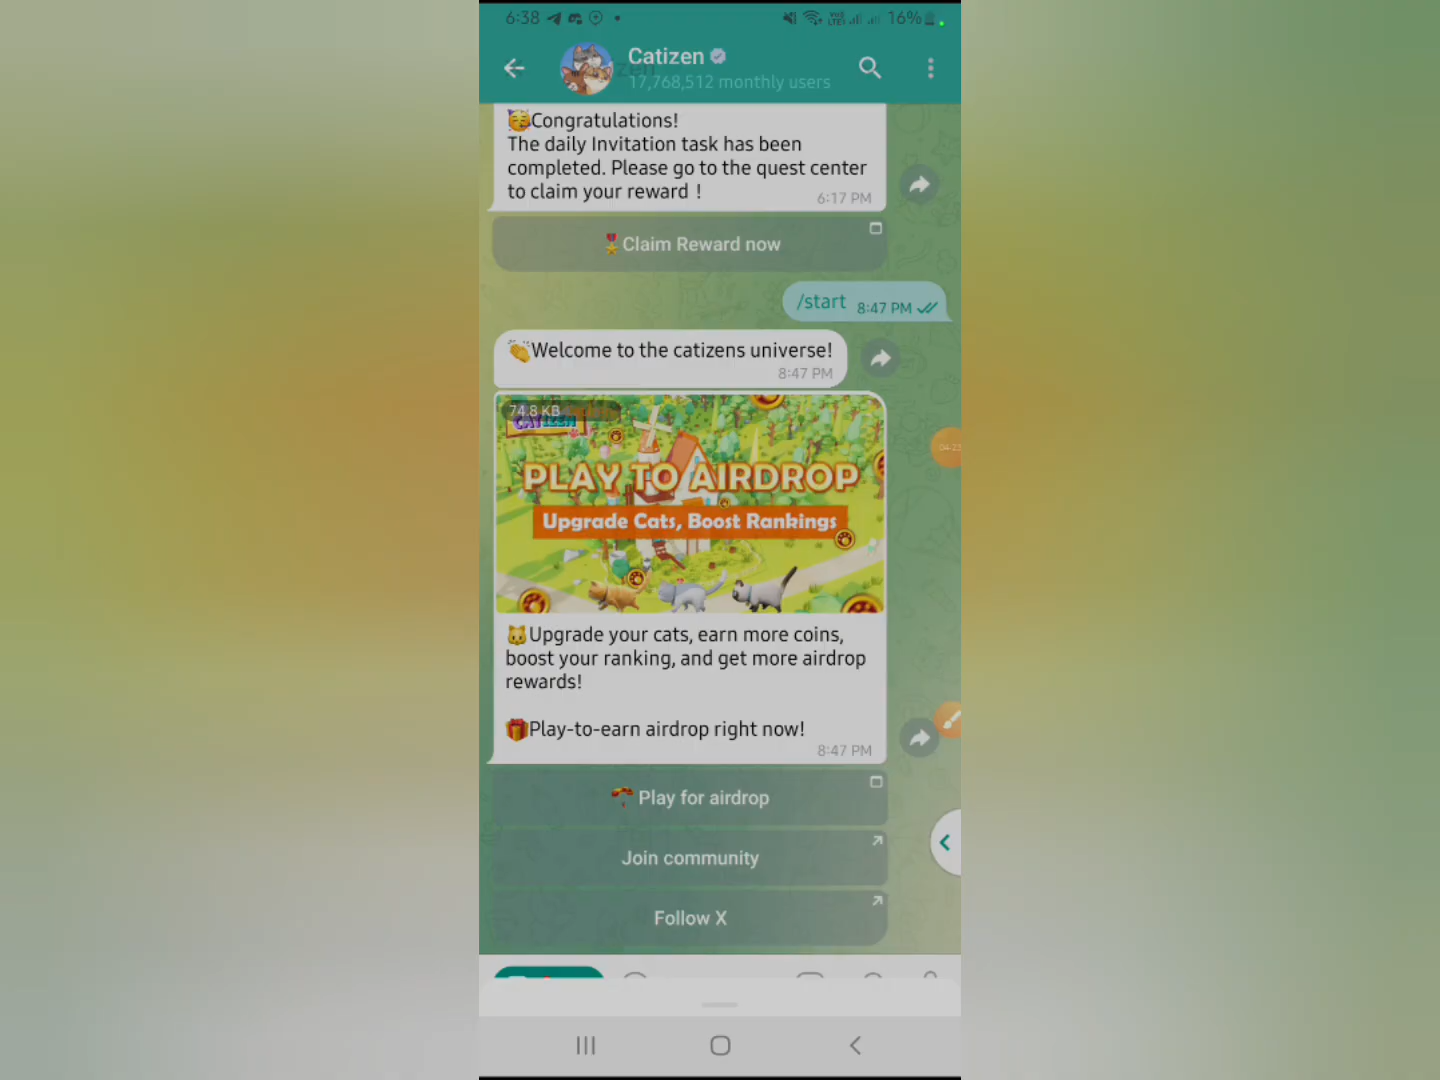 6:38
16%
Catizen
17,768,512 monthly users
🥳Congratulations!
The daily Invitation task has been
completed. Please go to the quest center
to claim your reward !
6:17 PM
🎖Claim Reward now
/start 8:47 PM
👏Welcome to the catizens universe!
8:47 PM
74.8 KB
CATIZEN
PLAY TO AIRDROP
Upgrade Cats, Boost Rankings
🐱Upgrade your cats, earn more coins,
boost your ranking, and get more airdrop
rewards!
🎁Play-to-earn airdrop right now!
8:47 PM
🪂 Play for airdrop
Join community
Follow X
04:23